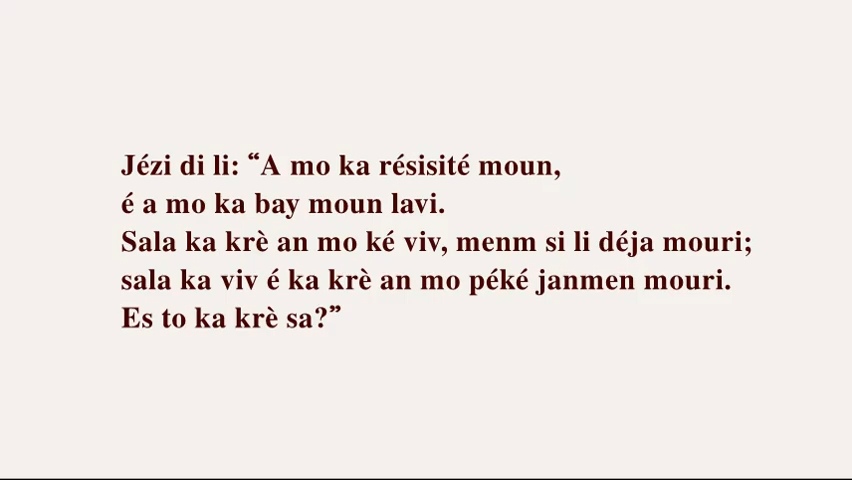 Jézi di li: “A mo ka résisité moun,
é a mo ka bay moun lavi.
Sala ka krè an mo ké viv, menm si li déja mouri;
sala ka viv é ka krè an mo péké janmen mouri.
Es to ka krè sa?”